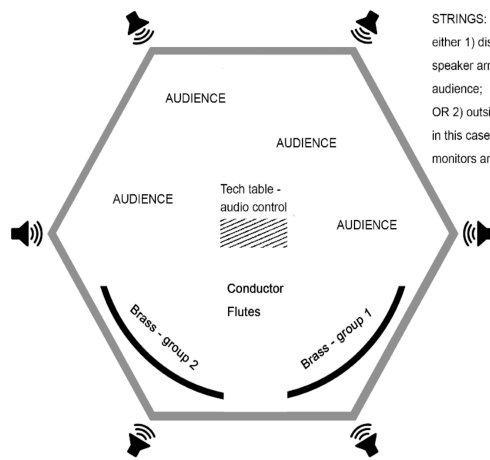 STRINGS:
either 1)
speaker
audience;
OR 2)
in this case
monitors
AUDIENCE
AUDIENCE
AUDIENCE
Tech table -
audio control
AUDIENCE
Conductor
Flutes
Brass - group 2
Brass - group 1